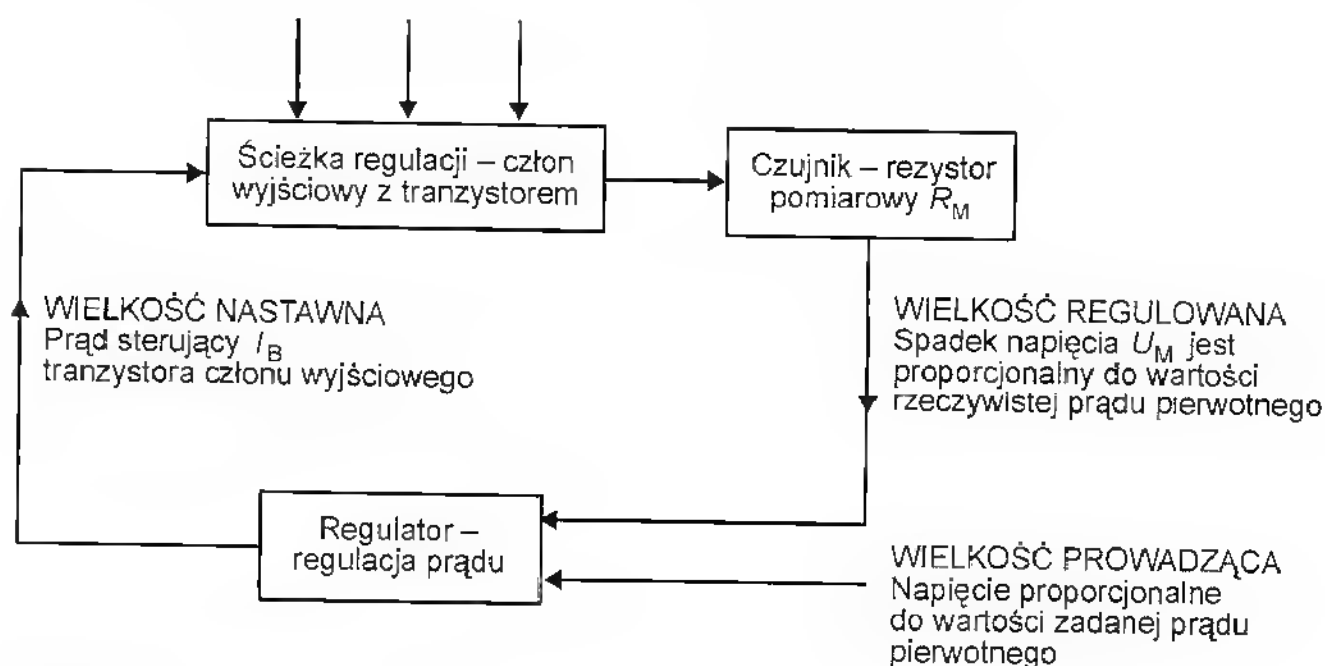 Ścieżka regulacji – człon
wyjściowy z tranzystorem
Czujnik – rezystor
pomiarowy R_M
WIELKOŚĆ NASTAWNA
Prąd sterujący I_B
tranzystora członu wyjściowego
WIELKOŚĆ REGULOWANA
Spadek napięcia U_M jest
proporcjonalny do wartości
rzeczywistej prądu pierwotnego
Regulator –
regulacja prądu
WIELKOŚĆ PROWADZĄCA
Napięcie proporcjonalne
do wartości zadanej prądu
pierwotnego